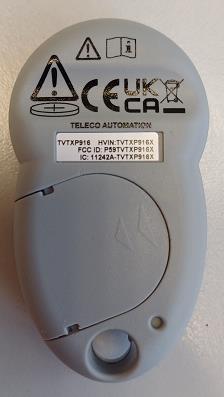 CE UK
CA
TELECO AUTOMATION
TVTXP916 HVIN:TVTXP916X
FCC ID: P59TVTXP916X
IC: 11242A-TVTXP916X